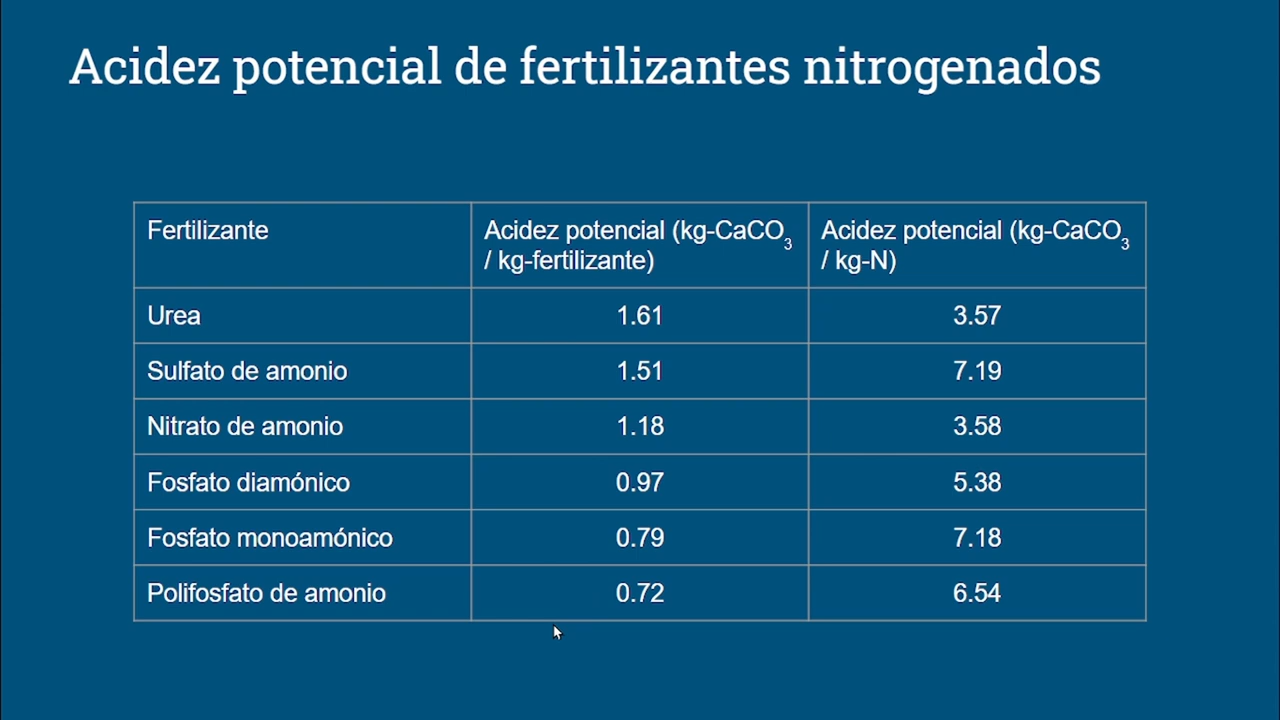 Acidez potencial de fertilizantes nitrogenados
Fertilizante
Acidez potencial (kg-CaCO₃
/ kg-fertilizante)
Acidez potencial (kg-CaCO₃
/ kg-N)
Urea 1.61 3.57
Sulfato de amonio 1.51 7.19
Nitrato de amonio 1.18 3.58
Fosfato diamónico 0.97 5.38
Fosfato monoamónico 0.79 7.18
Polifosfato de amonio 0.72 6.54